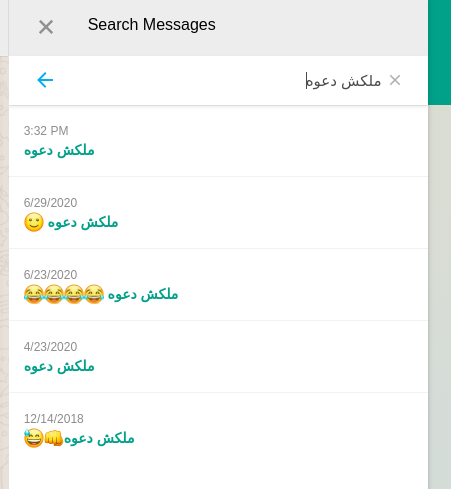 Search Messages
ملكش دعوه
3:32 PM
ملكش دعوه
6/29/2020
ملكش دعوه 🙂
6/23/2020
ملكش دعوه 😂😂😂😂
4/23/2020
ملكش دعوه
12/14/2018
ملكش دعوه👊😅